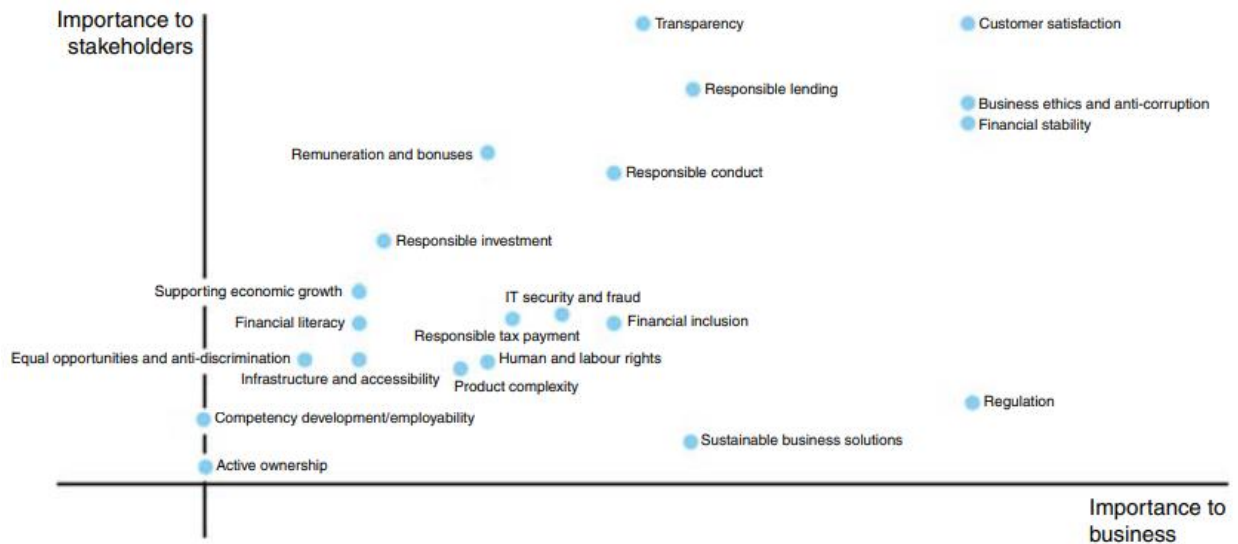 Importance to
stakeholders
Transparency
Customer satisfaction
Responsible lending
Business ethics and anti-corruption
Financial stability
Remuneration and bonuses
Responsible conduct
Responsible investment
Supporting economic growth
IT security and fraud
Financial literacy
Financial inclusion
Responsible tax payment
Equal opportunities and anti-discrimination
Human and labour rights
Infrastructure and accessibility
Product complexity
Regulation
Competency development/employability
Sustainable business solutions
Active ownership
Importance to
business